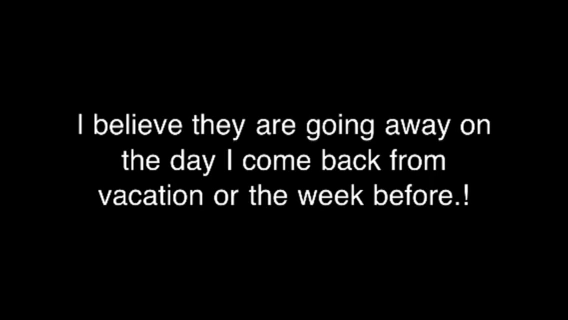 I believe they are going away on
the day I come back from
vacation or the week before.!